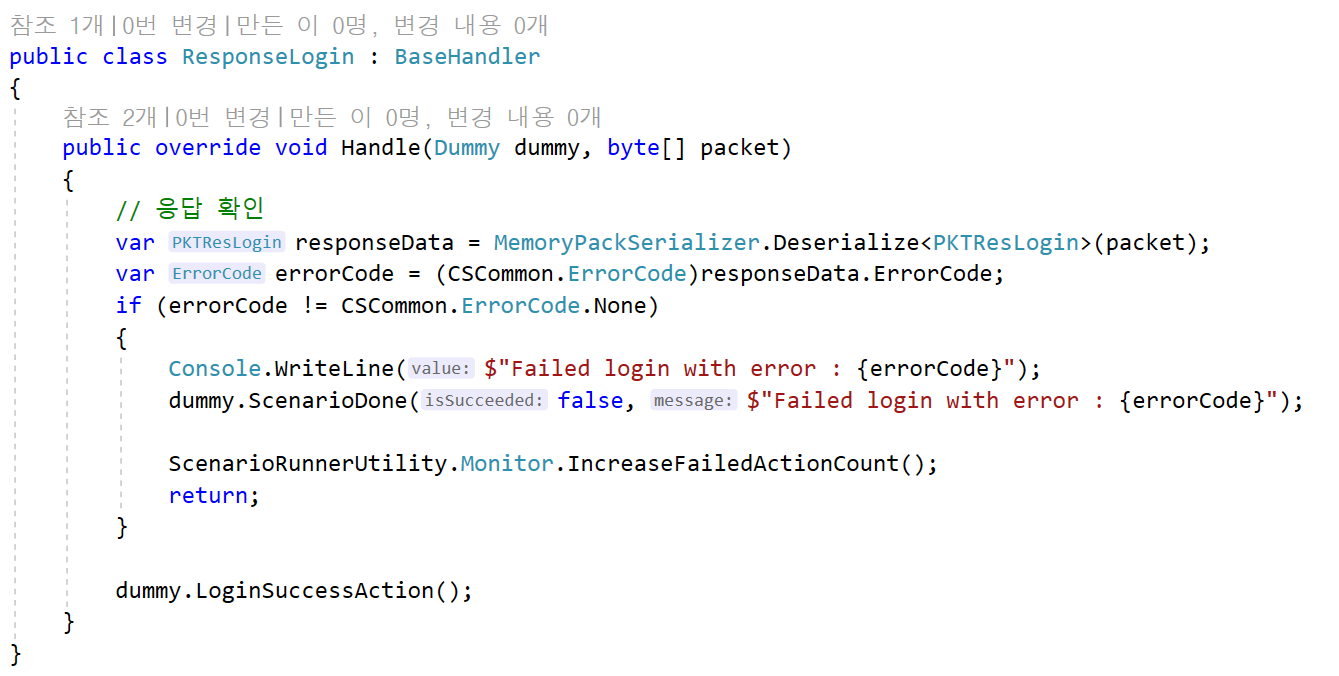 참조 1개|0번 변경|만든 이 0명, 변경 내용 0개
public class ResponseLogin : BaseHandler
{
참조 2개|0번 변경|만든 이 0명, 변경 내용 0개
public override void Handle(Dummy dummy, byte[] packet)
{
// 응답 확인
var PKTResLogin responseData = MemoryPackSerializer.Deserialize<PKTResLogin>(packet);
var ErrorCode errorCode = (CSCommon.ErrorCode)responseData.ErrorCode;
if (errorCode != CSCommon.ErrorCode.None)
{
Console.WriteLine(value: $"Failed login with error : {errorCode}");
dummy.ScenarioDone(isSucceeded: false, message: $"Failed login with error : {errorCode}");
ScenarioRunnerUtility.Monitor.IncreaseFailedActionCount();
return;
}
dummy.LoginSuccessAction();
}
}